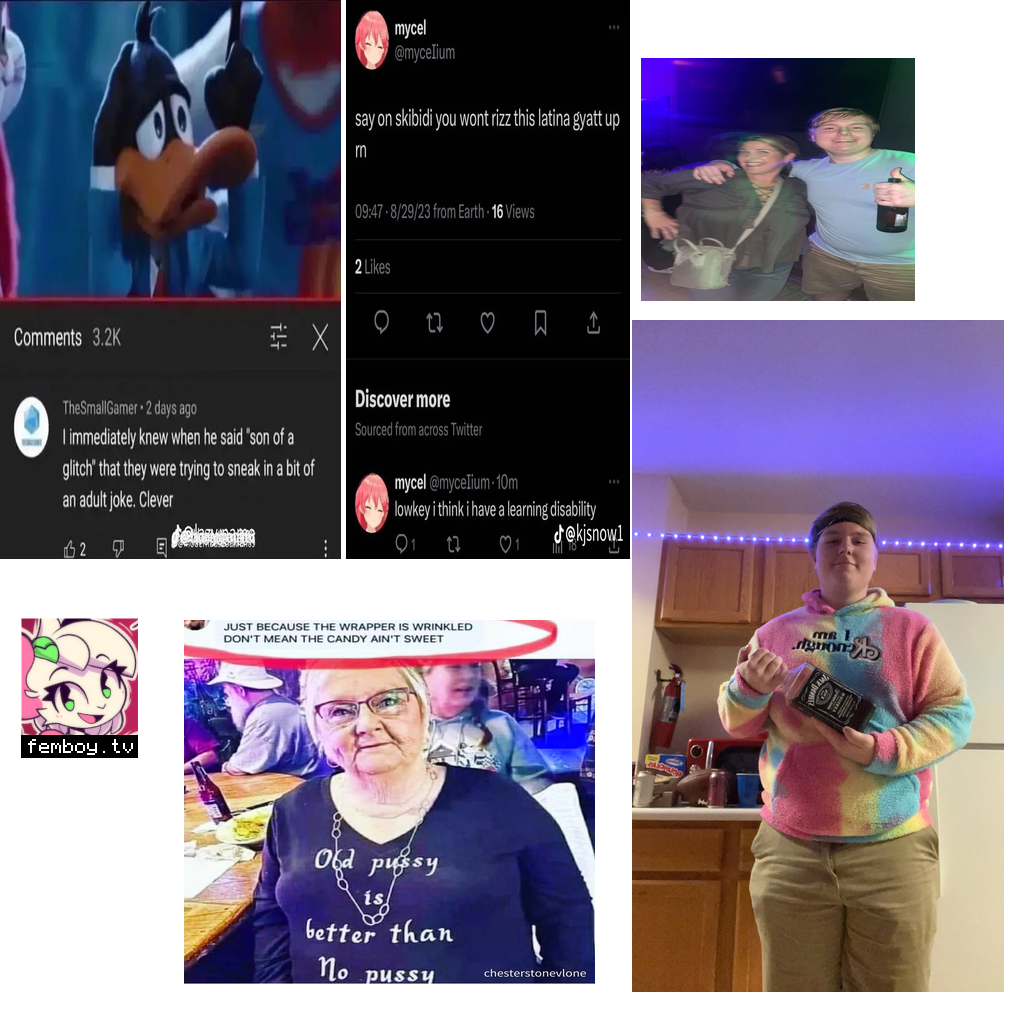 Comments 3.2K
TheSmallGamer • 2 days ago
I immediately knew when he said "son of a
glitch" that they were trying to sneak in a bit of
an adult joke. Clever
2
mycel
@myceIium
say on skibidi you wont rizz this latina gyatt up
rn
09:47 · 8/29/23 from Earth · 16 Views
2 Likes
Discover more
Sourced from across Twitter
mycel @myceIium · 10m
lowkey i think i have a learning disability
1
1
@kjsnow1
I am
Kenough.
femboy.tv
JUST BECAUSE THE WRAPPER IS WRINKLED
DON'T MEAN THE CANDY AIN'T SWEET
Old pussy
is
better than
No pussy
chesterstonevlone